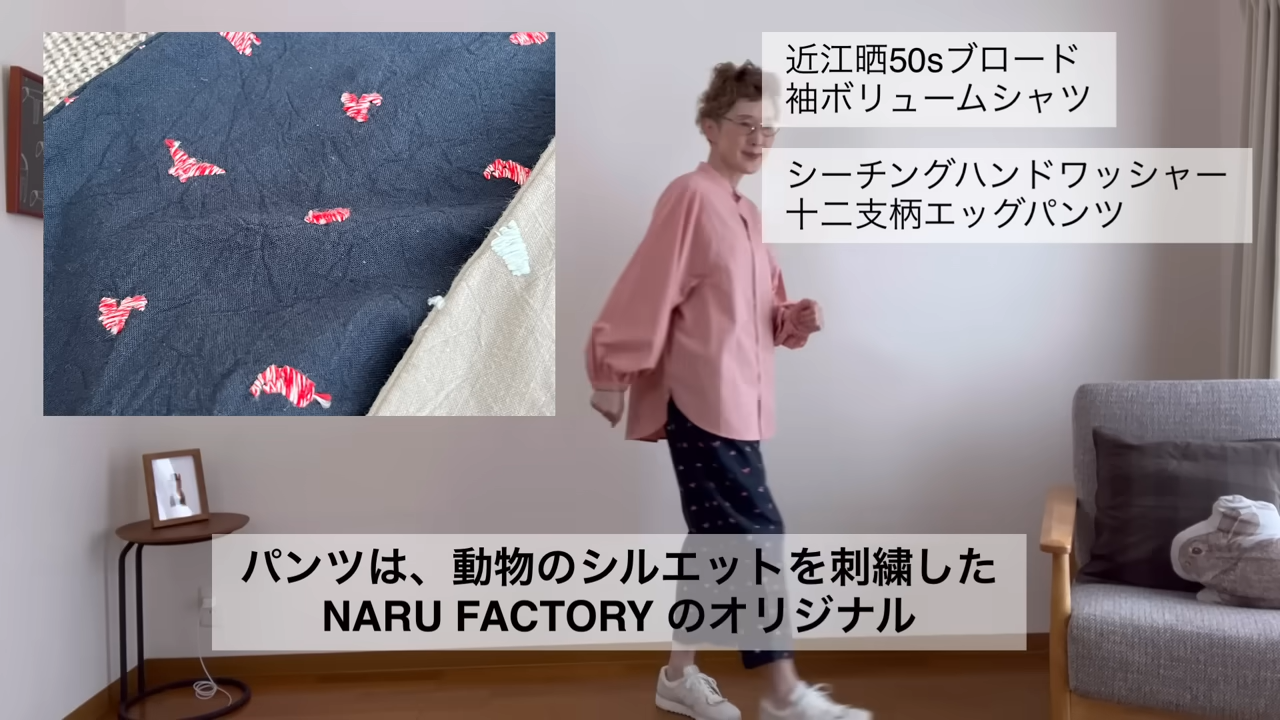 近江晒50sブロード
袖ボリュームシャツ
シーチングハンドワッシャー
十二支柄エッグパンツ
パンツは、動物のシルエットを刺繍した
NARU FACTORY のオリジナル